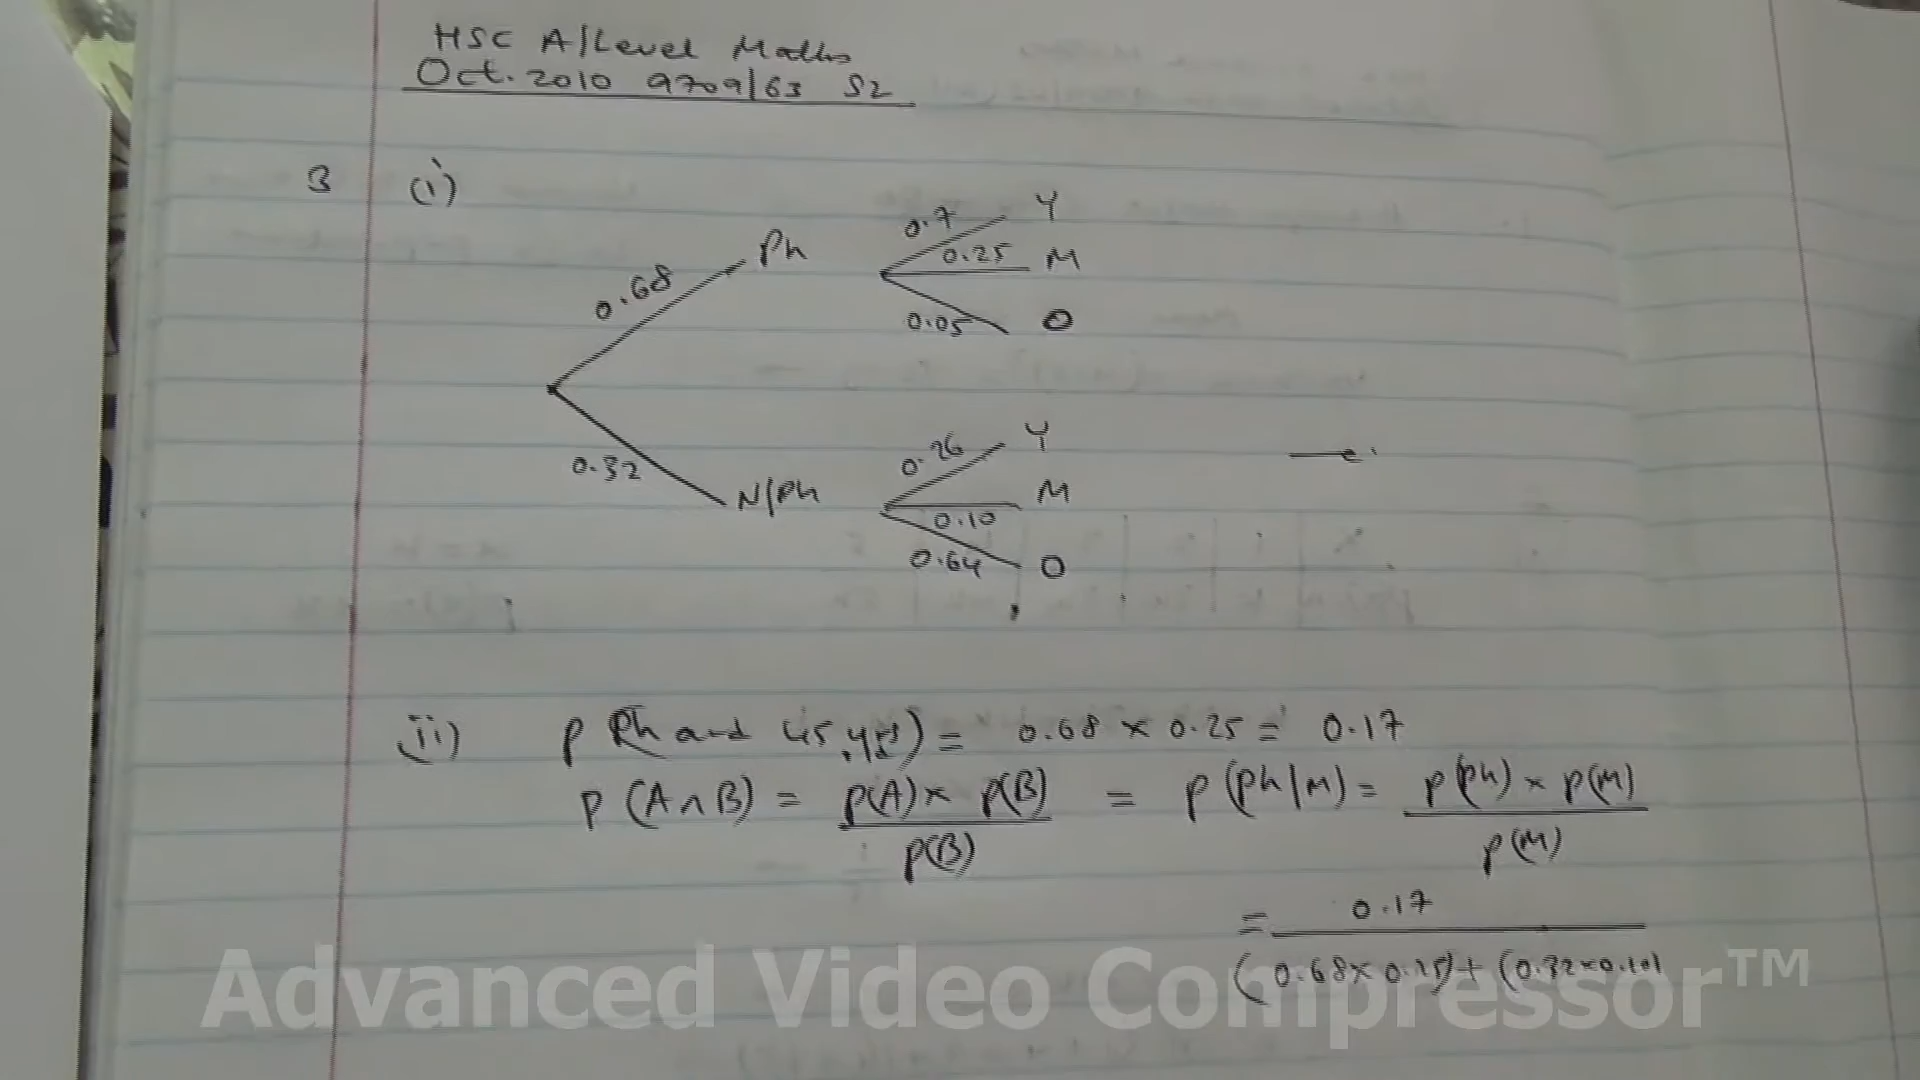 HSC A/Level Maths
Oct. 2010 9709/63 S2
3 (i)
0.68 Ph
0.7 Y
0.25 M
0.05 O
0.32 N/Ph
0.26 Y
0.10 M
0.64 O
(ii) P Ph and = 0.68 × 0.25 = 0.17
P (A∩B) = P(A) × P(B) / P(B) = P (Ph|M) = P(Ph) × P(M) / P(M)
= 0.17 / (0.68 × 0.25) + (0.32×0.10)
Advanced Video Compressor™